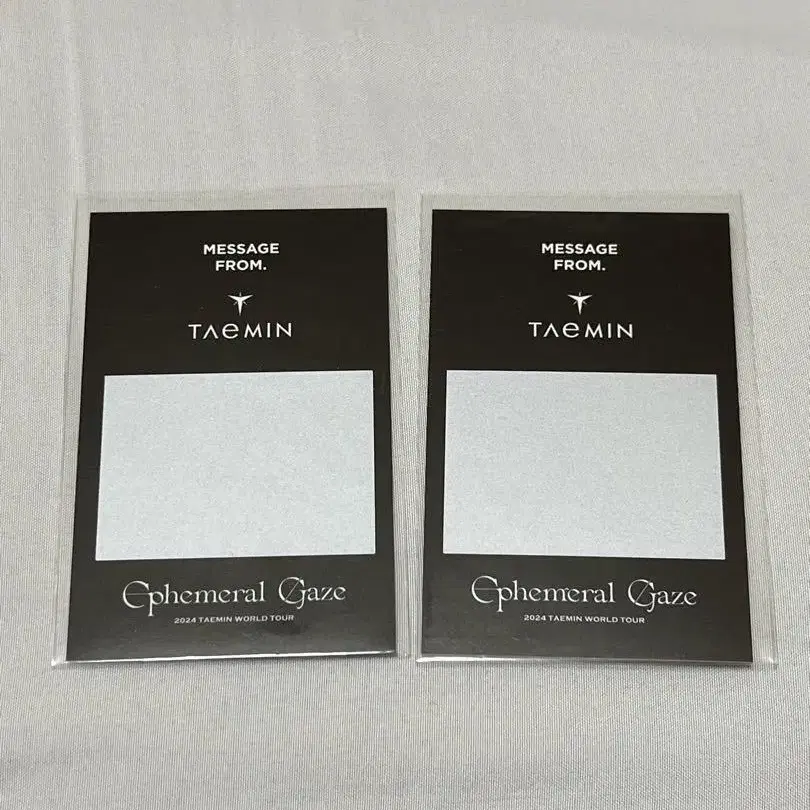 MESSAGE
FROM.
TAEMIN
Ephemeral Gaze
2024 TAEMIN WORLD TOUR
MESSAGE
FROM.
TAEMIN
Ephemeral Gaze
2024 TAEMIN WORLD TOUR